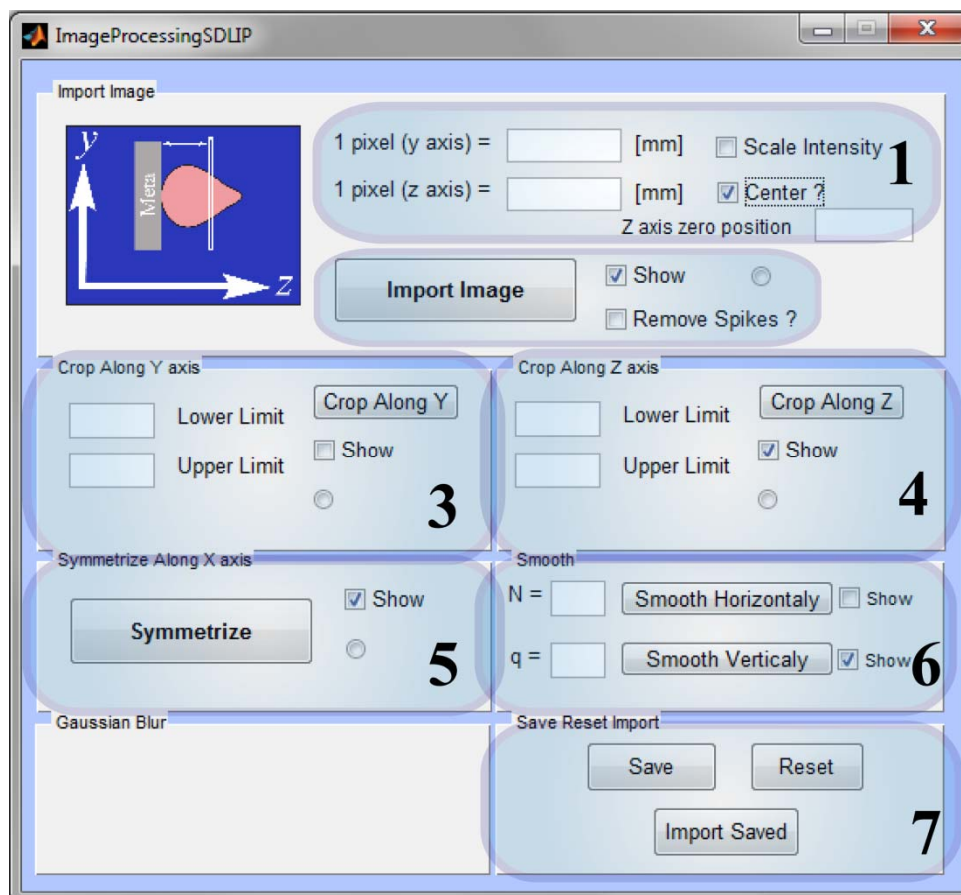 ImageProcessingSDLIP
Import Image
y
Meta
z
1 pixel (y axis) = [mm] Scale Intensity
1
1 pixel (z axis) = [mm] Center ?
Z axis zero position
Import Image Show
Remove Spikes ?
Crop Along Y axis
Lower Limit Crop Along Y
Upper Limit Show
3
Crop Along Z axis
Lower Limit Crop Along Z
Upper Limit Show
4
Symmetrize Along X axis
Symmetrize Show
5
Smooth
N = Smooth Horizontaly Show
q = Smooth Verticaly Show
6
Gaussian Blur
Save Reset Import
Save Reset
Import Saved
7